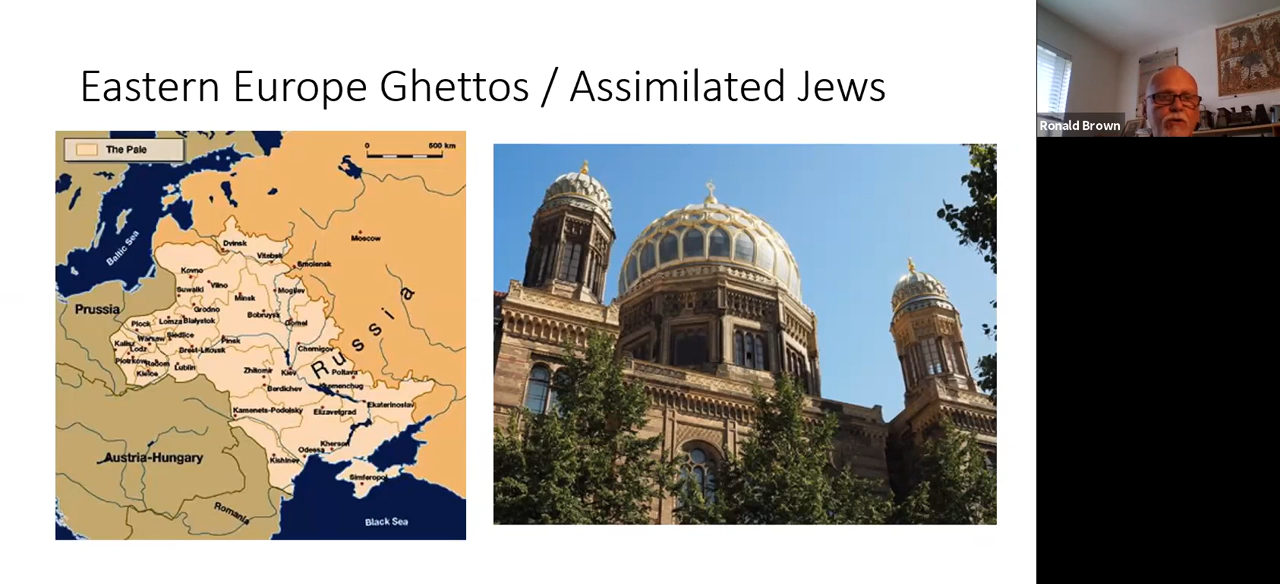 Eastern Europe Ghettos / Assimilated Jews
Ronald Brown
The Pale
0 500 km
Baltic Sea
Moscow
Dvinsk
Vitebsk
Smolensk
Kovno
Suwalki
Vilno
Minsk
Mogilev
Prussia
Grodno
Bobruysk
Gomel
Plock
Lomza
Bialystok
Kalisz
Warsaw
Siedlice
Lodz
Brest-Litovsk
Pinsk
Chernigov
Russia
Piotrkow
Radom
Kielce
Lublin
Zhitomir
Kiev
Poltava
Berdichev
Kremenchug
Kamenets-Podolsky
Elizavetgrad
Ekaterinoslav
Austria-Hungary
Kherson
Odessa
Kishinev
Simferopol
Romania
Black Sea